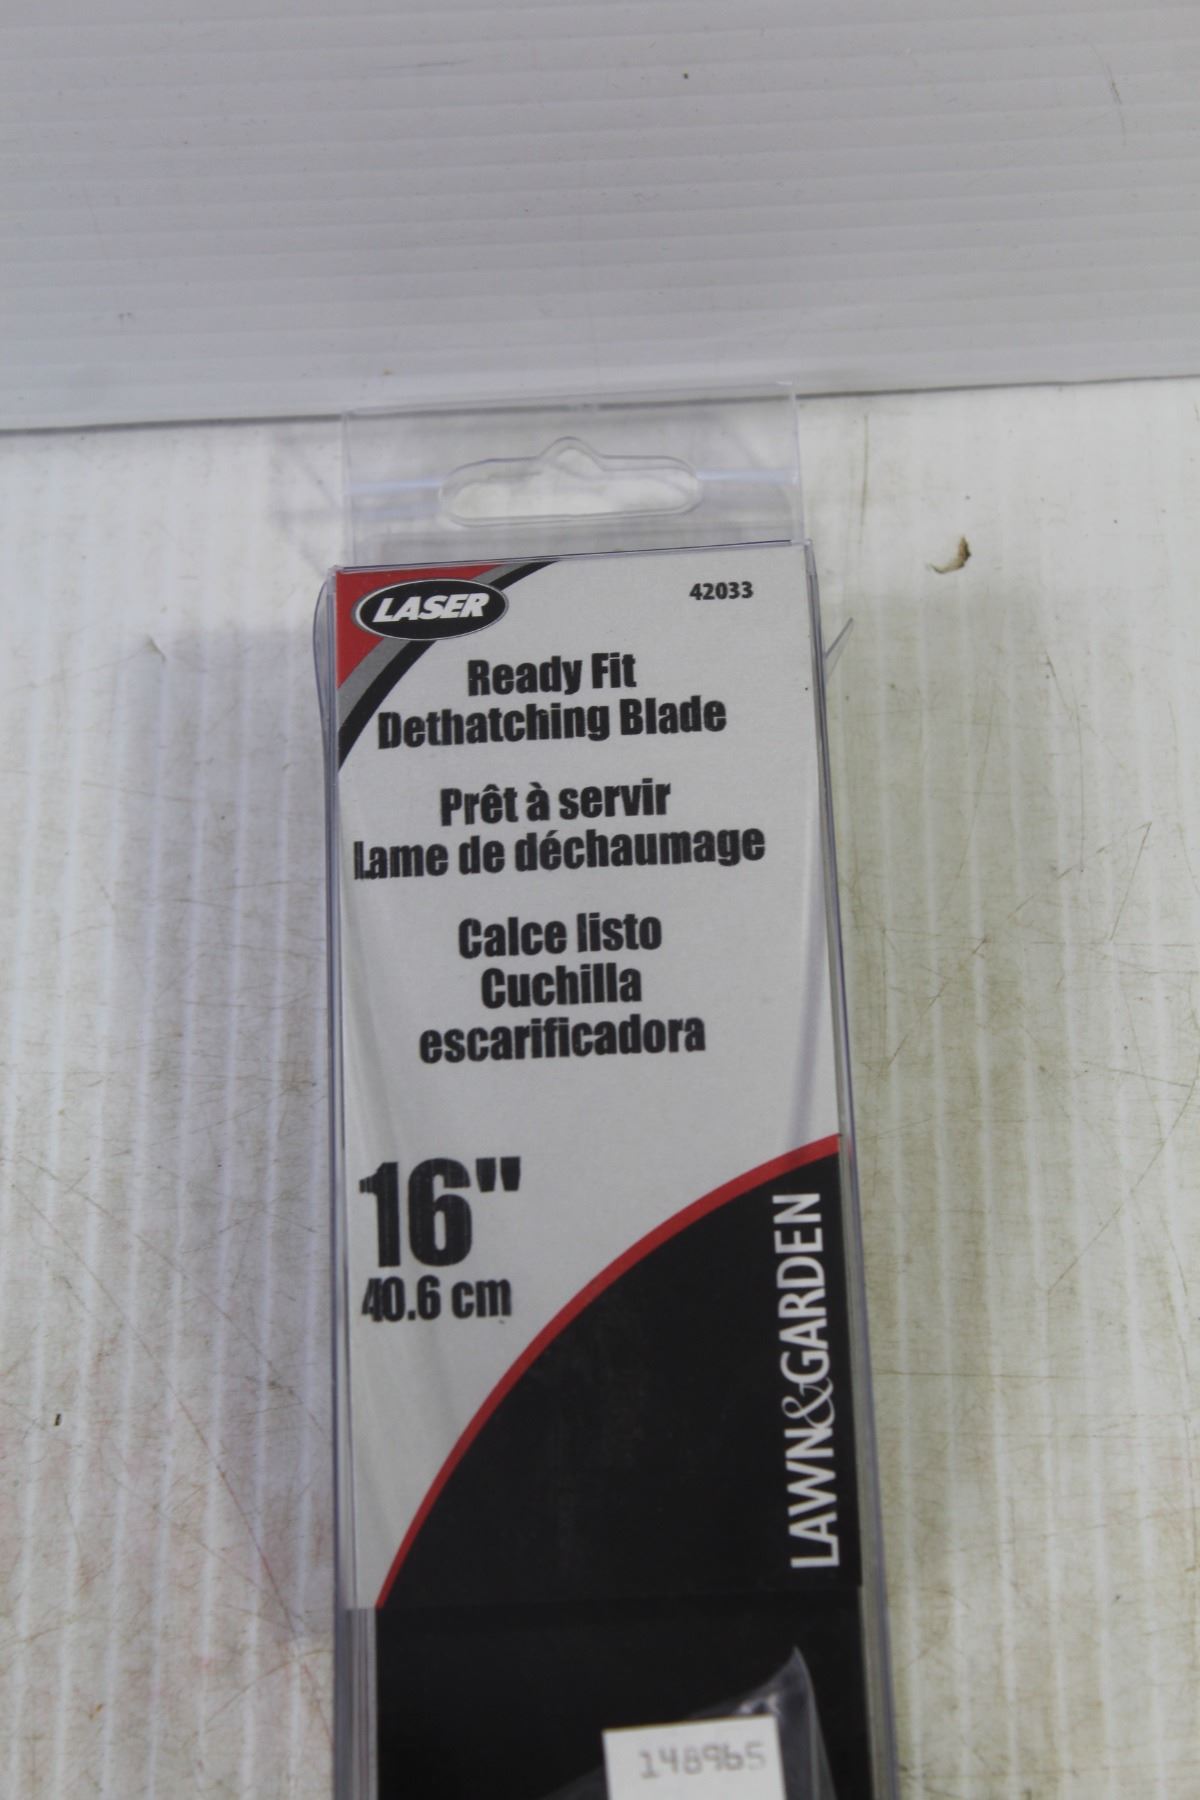 LASER
42033
Ready Fit
Dethatching Blade
Prêt à servir
Lame de déchaumage
Calce listo
Cuchilla
escarificadora
16"
40.6 cm
LAWN&GARDEN
148965